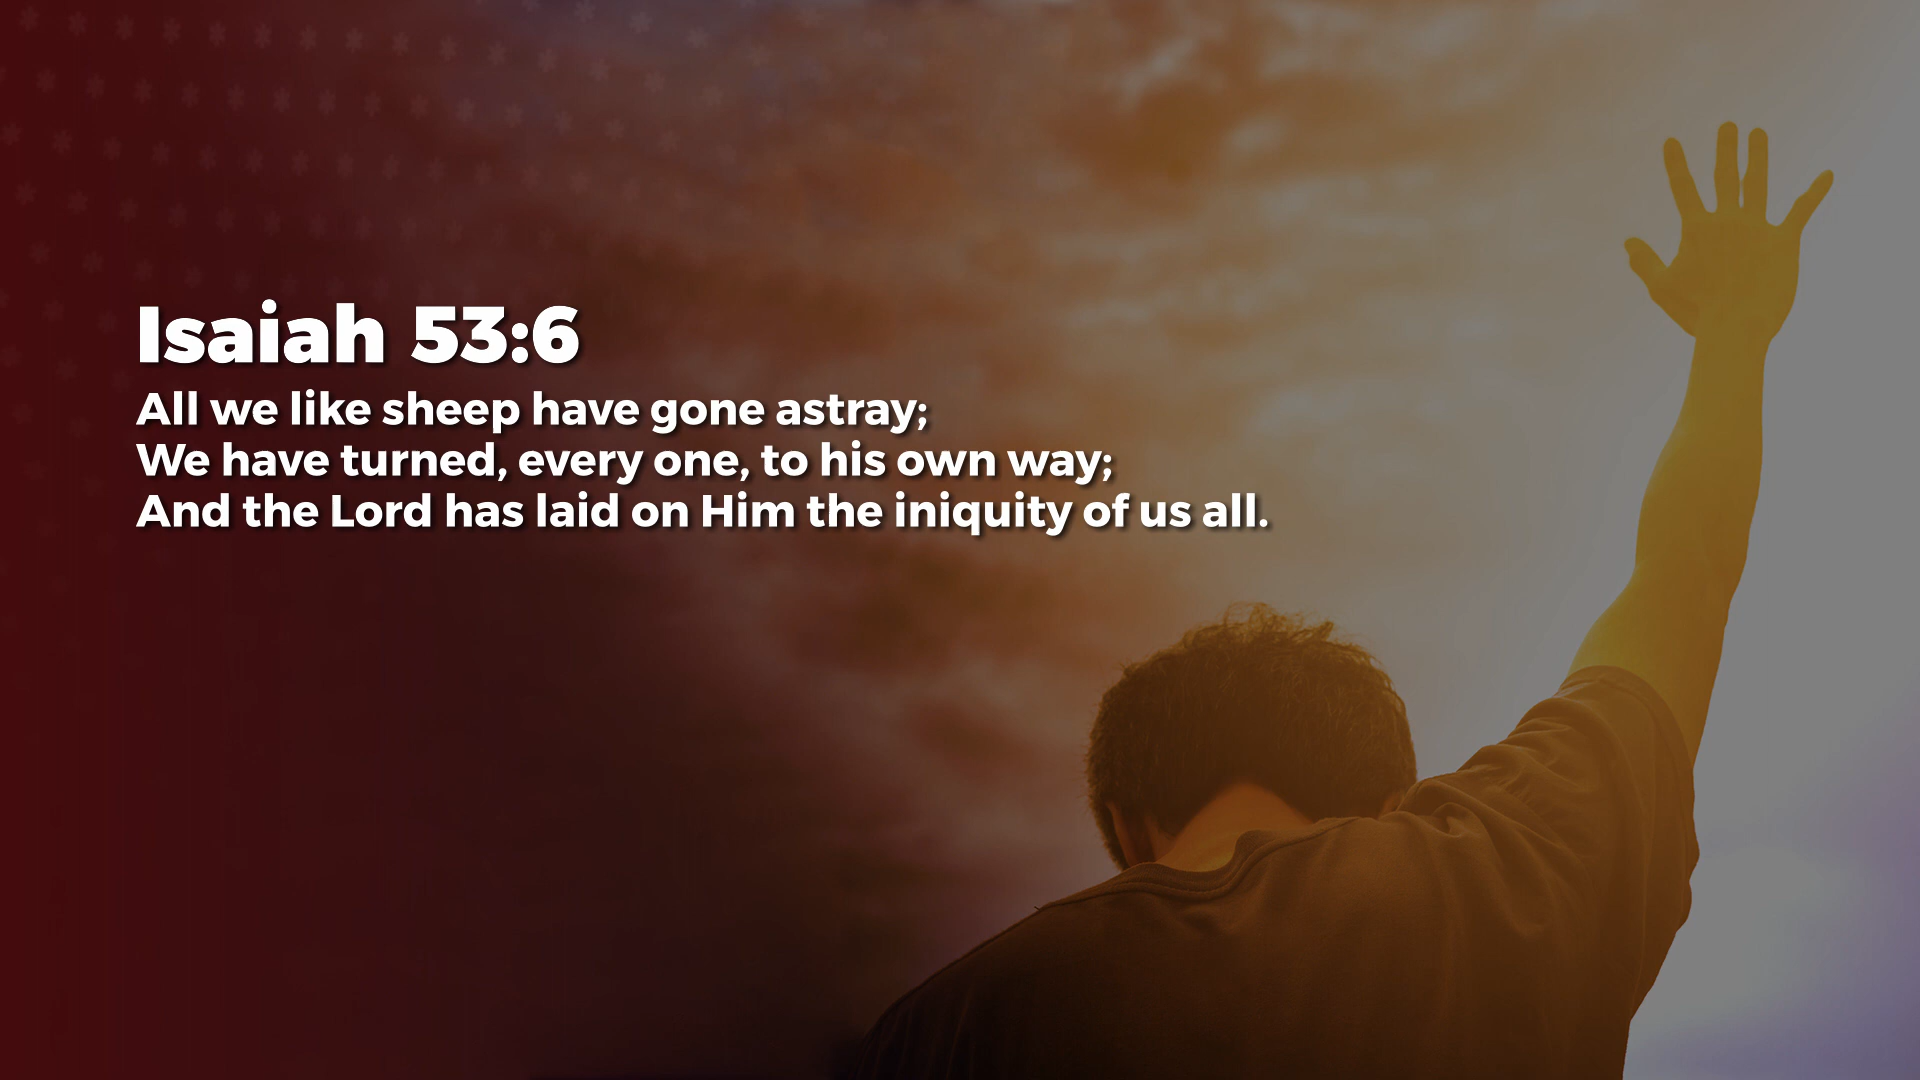 Isaiah 53:6
All we like sheep have gone astray;
We have turned, every one, to his own way;
And the Lord has laid on Him the iniquity of us all.